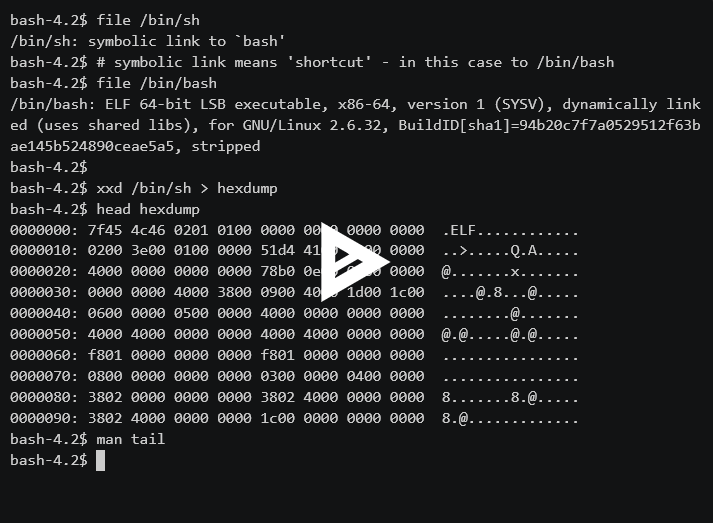 bash-4.2$ file /bin/sh
/bin/sh: symbolic link to `bash'
bash-4.2$ # symbolic link means 'shortcut' - in this case to /bin/bash
bash-4.2$ file /bin/bash
/bin/bash: ELF 64-bit LSB executable, x86-64, version 1 (SYSV), dynamically link
ed (uses shared libs), for GNU/Linux 2.6.32, BuildID[sha1]=94b20c7f7a0529512f63b
ae145b524890ceae5a5, stripped
bash-4.2$
bash-4.2$ xxd /bin/sh > hexdump
bash-4.2$ head hexdump
0000000: 7f45 4c46 0201 0100 0000 0000 0000 0000  .ELF............
0000010: 0200 3e00 0100 0000 51d4 0000  ..>.....Q.A.....
0000020: 4000 0000 0000 0000 78b0 0000  @.......x.......
0000030: 0000 0000 4000 3800 0900 1d00 1c00  ....@.8...@.....
0000040: 0600 0000 0500 0000 4000 0000 0000 0000  ........@.......
0000050: 4000 4000 0000 0000 4000 4000 0000 0000  @.@.....@.@.....
0000060: f801 0000 0000 0000 f801 0000 0000 0000  ................
0000070: 0800 0000 0000 0000 0300 0000 0400 0000  ................
0000080: 3802 0000 0000 0000 3802 4000 0000 0000  8.......8.@.....
0000090: 3802 4000 0000 0000 1c00 0000 0000 0000  8.@.............
bash-4.2$ man tail
bash-4.2$